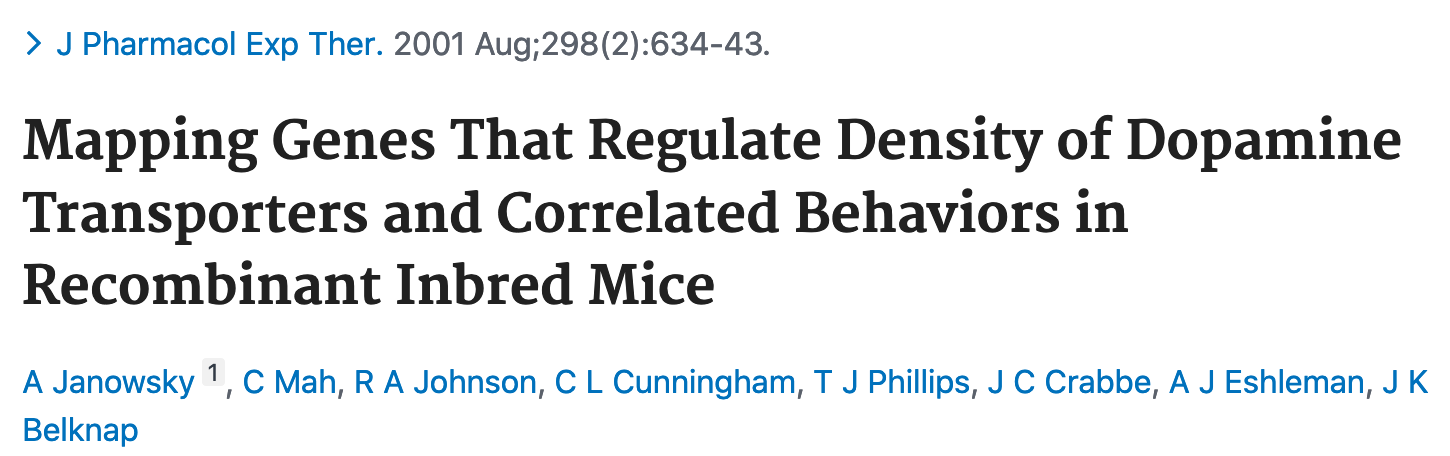 > J Pharmacol Exp Ther. 2001 Aug;298(2):634-43.
Mapping Genes That Regulate Density of Dopamine
Transporters and Correlated Behaviors in
Recombinant Inbred Mice
A Janowsky 1, C Mah, R A Johnson, C L Cunningham, T J Phillips, J C Crabbe, A J Eshleman, J K
Belknap